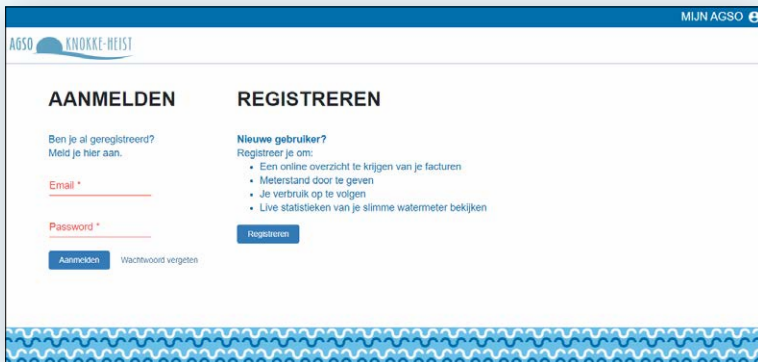 MIJN AGSO
AGSO KNOKKE-HEIST
AANMELDEN
Ben je al geregistreerd?
Meld je hier aan.
Email *
Password *
Aanmelden
Wachtwoord vergeten
REGISTREREN
Nieuwe gebruiker?
Registreer je om:
• Een online overzicht te krijgen van je facturen
• Meterstand door te geven
• Je verbruik op te volgen
• Live statistieken van je slimme watermeter bekijken
Registreren